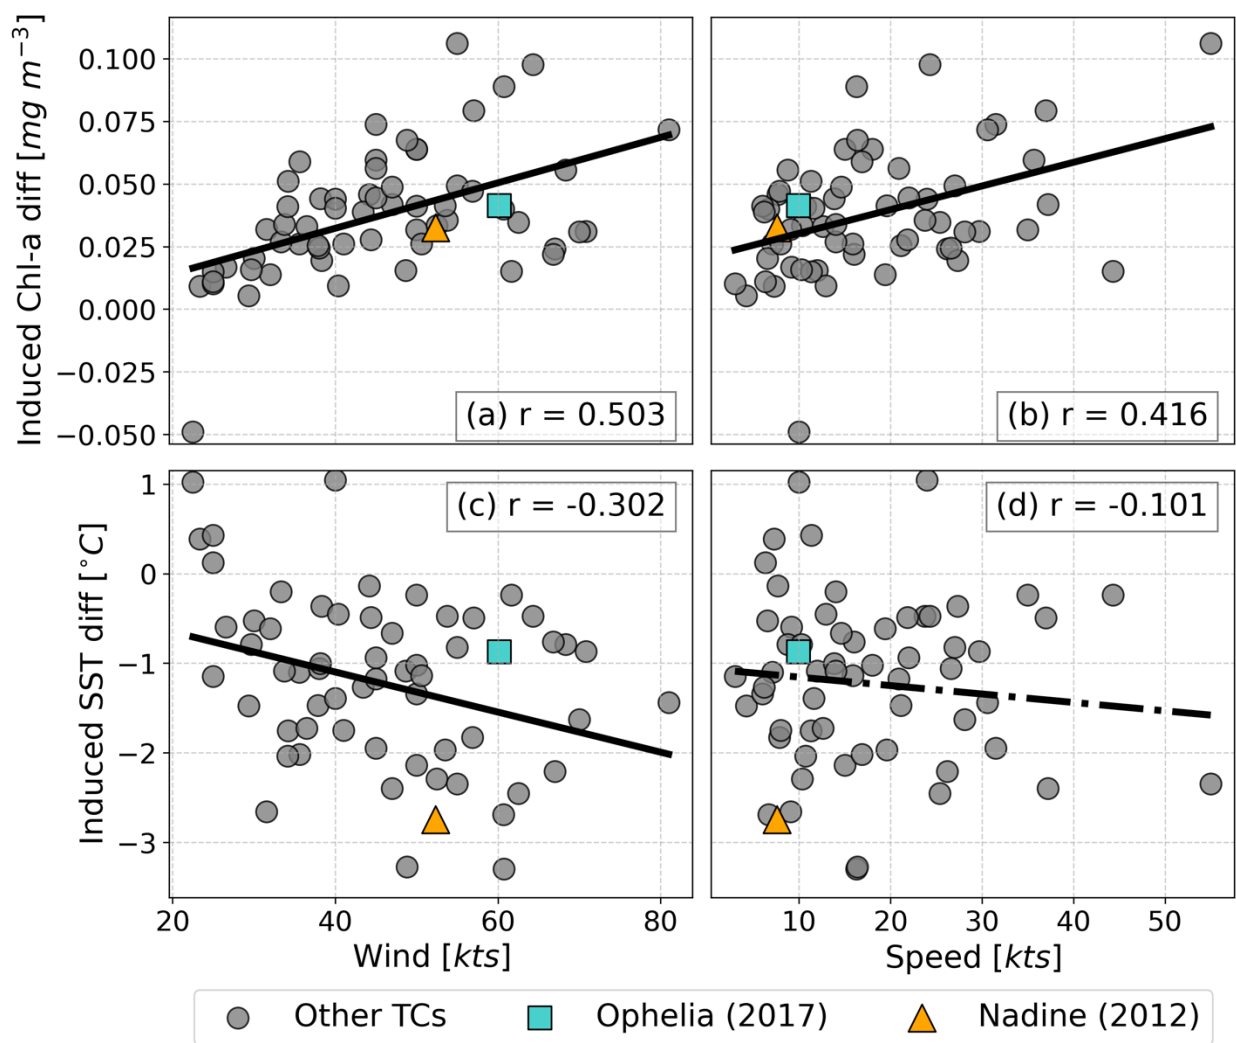 Induced Chl-a diff [mg m⁻³]
0.100
0.075
0.050
0.025
0.000
−0.025
−0.050
(a) r = 0.503
(b) r = 0.416
Induced SST diff [°C]
1
0
−1
−2
−3
(c) r = -0.302
(d) r = -0.101
20 40 60 80
10 20 30 40 50
Wind [kts]
Speed [kts]
Other TCs Ophelia (2017) Nadine (2012)